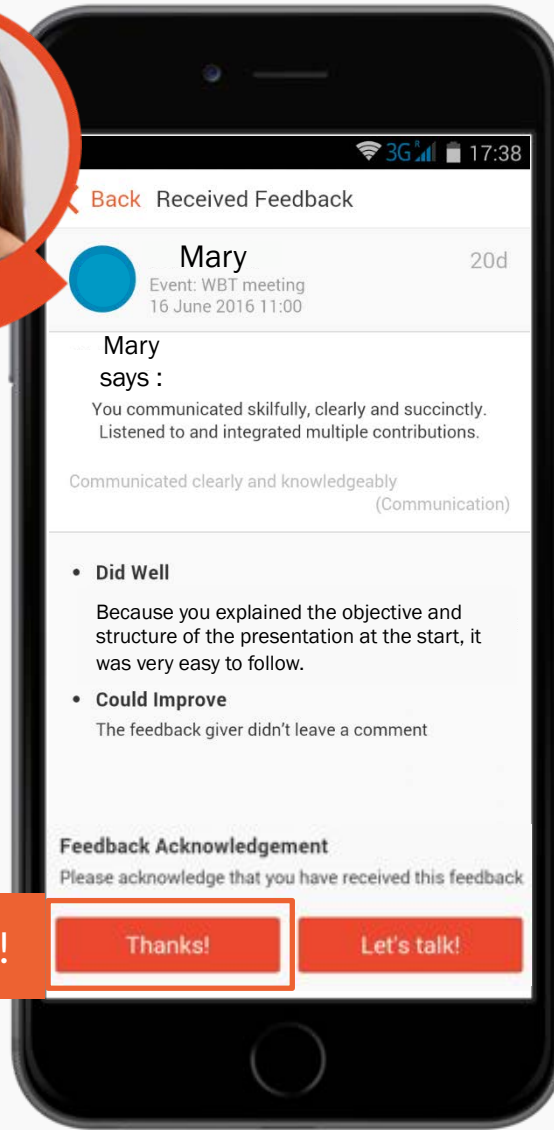 3G R 17:38
Back Received Feedback
Mary 20d
Event: WBT meeting
16 June 2016 11:00
Mary
says :
You communicated skilfully, clearly and succinctly.
Listened to and integrated multiple contributions.
Communicated clearly and knowledgeably
(Communication)
• Did Well
Because you explained the objective and
structure of the presentation at the start, it
was very easy to follow.
• Could Improve
The feedback giver didn't leave a comment
Feedback Acknowledgement
Please acknowledge that you have received this feedback
! Thanks! Let's talk!